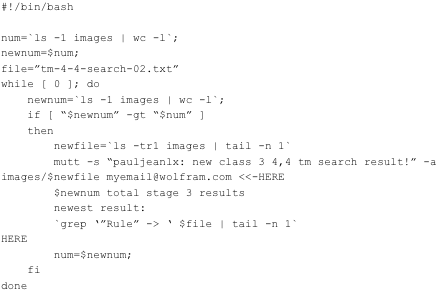 #!/bin/bash
num=`ls -1 images | wc -l`;
newnum=$num;
file=”tm-4-4-search-02.txt”
while [ 0 ]; do
newnum=`ls -1 images | wc -l`;
if [ “$newnum” -gt “$num” ]
then
newfile=`ls -tr1 images | tail -n 1`
mutt -s “pauljeanlx: new class 3 4,4 tm search result!” -a
images/$newfile myemail@wolfram.com <<-HERE
$newnum total stage 3 results
newest result:
`grep ‘”Rule” -> ‘ $file | tail -n 1`
HERE
num=$newnum;
fi
done